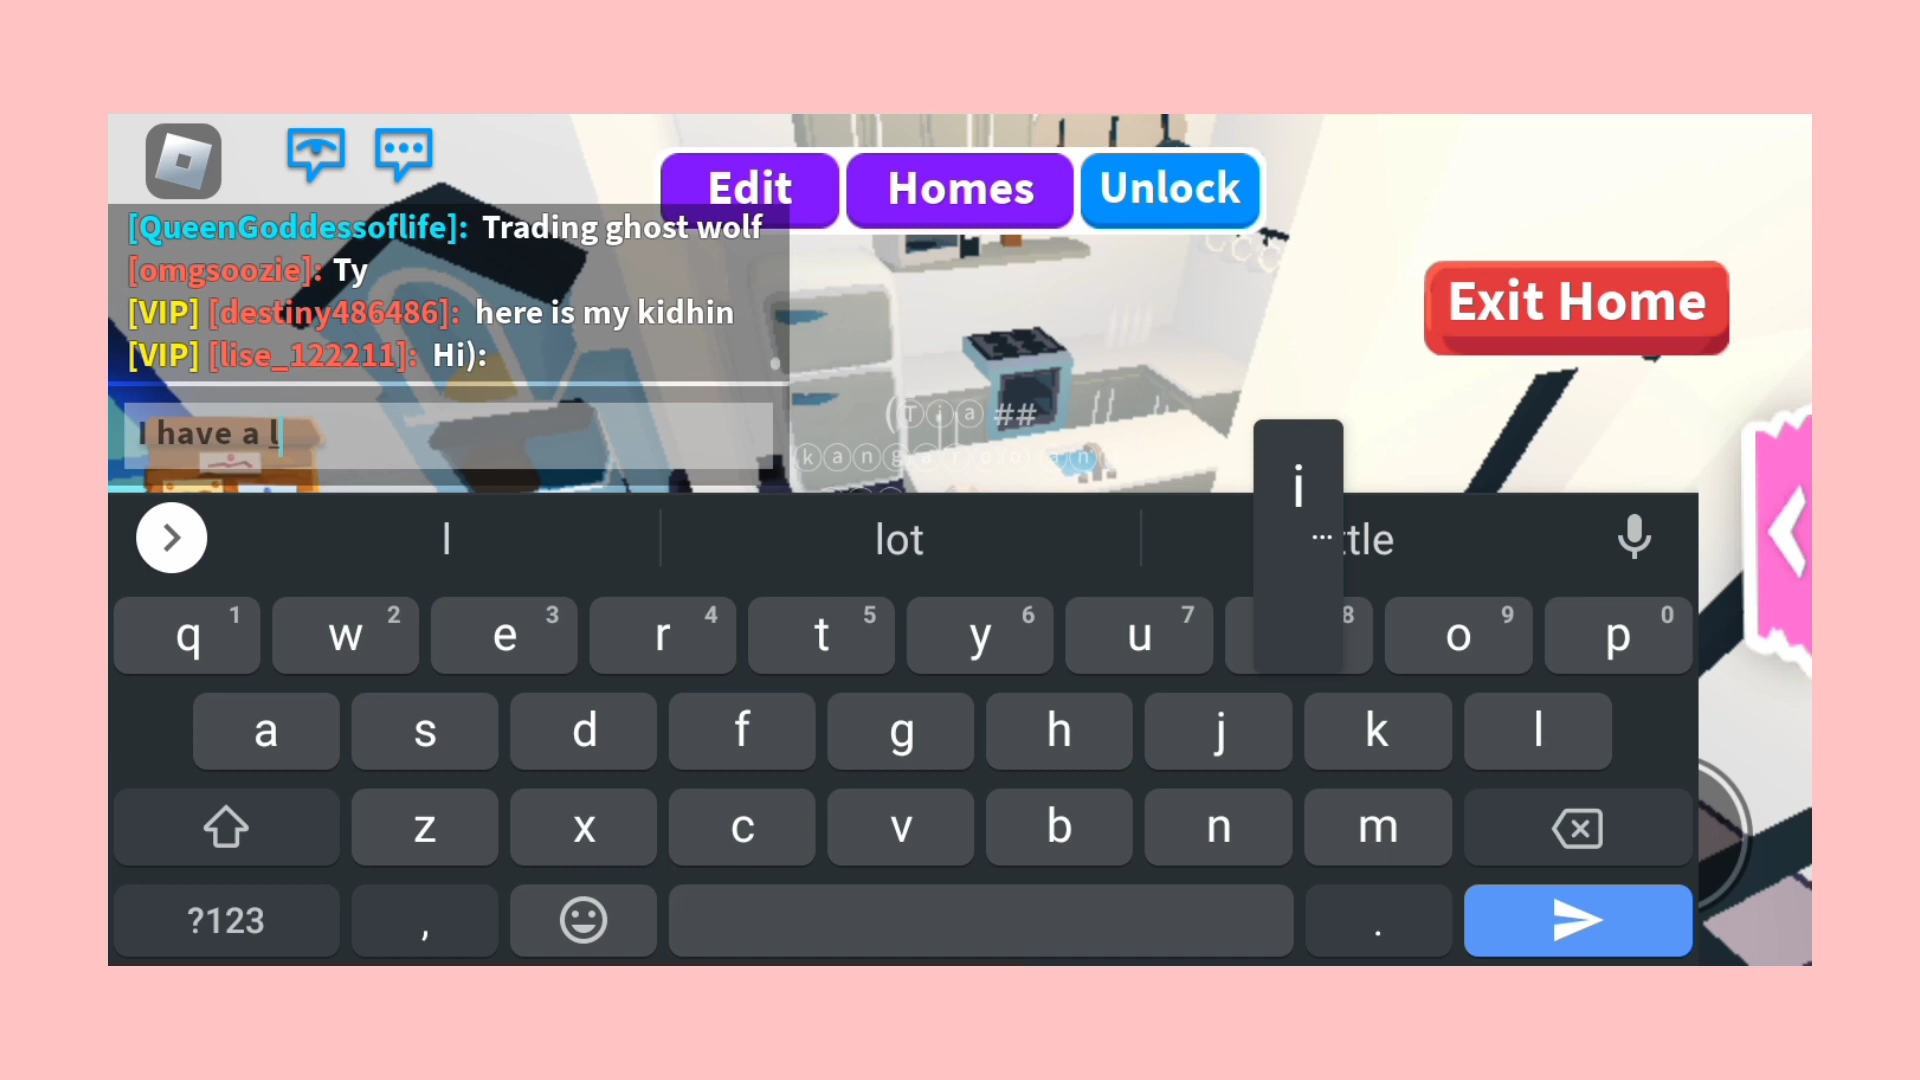 Edit Homes Unlock
[QueenGoddessoflife]: Trading ghost wolf
[omgsoozie]: Ty
[VIP] [destiny486486]: here is my kidhin
[VIP] [lise_122211]: Hi):
Exit Home
I have a l
l lot
i
q 1 w 2 e 3 r 4 t 5 y 6 u 7 8 o 9 p 0
a s d f g h j k l
z x c v b n m
?123 , .